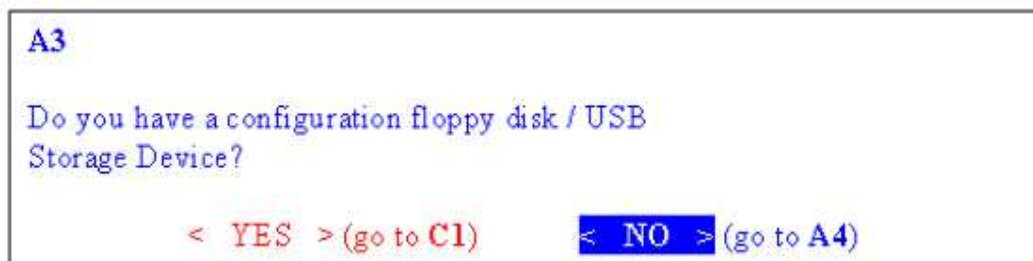 A3
Do you have a configuration floppy disk / USB
Storage Device?
< YES > (go to C1) < NO > (go to A4)